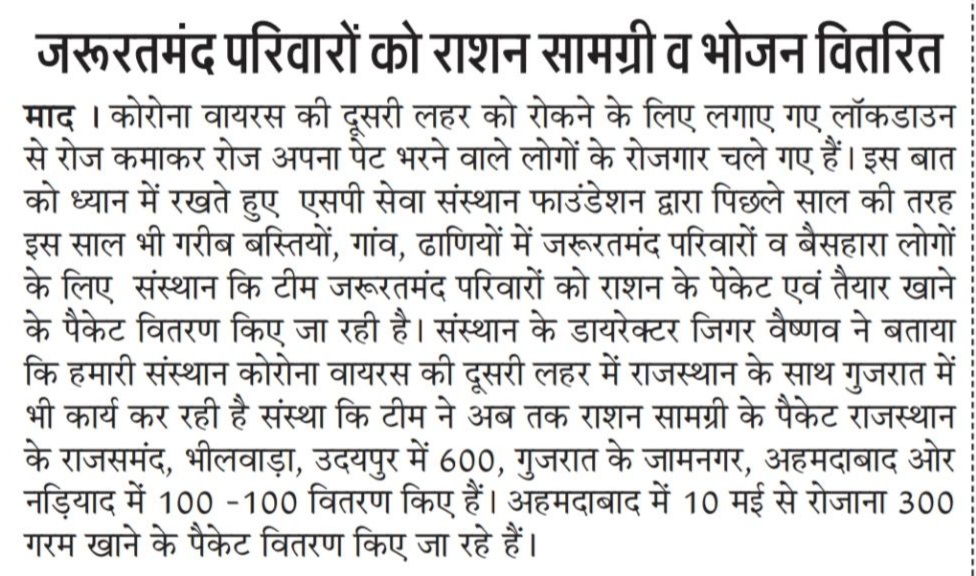 जरूरतमंद परिवारों को राशन सामग्री व भोजन वितरित
माद । कोरोना वायरस की दूसरी लहर को रोकने के लिए लगाए गए लॉकडाउन
से रोज कमाकर रोज अपना पेट भरने वाले लोगों के रोजगार चले गए हैं। इस बात
को ध्यान में रखते हुए एसपी सेवा संस्थान फाउंडेशन द्वारा पिछले साल की तरह
इस साल भी गरीब बस्तियों, गांव, ढाणियों में जरूरतमंद परिवारों व बैसहारा लोगों
के लिए संस्थान कि टीम जरूरतमंद परिवारों को राशन के पेकेट एवं तैयार खाने
के पैकेट वितरण किए जा रही है। संस्थान के डायरेक्टर जिगर वैष्णव ने बताया
कि हमारी संस्थान कोरोना वायरस की दूसरी लहर में राजस्थान के साथ गुजरात में
भी कार्य कर रही है संस्था कि टीम ने अब तक राशन सामग्री के पैकेट राजस्थान
के राजसमंद, भीलवाड़ा, उदयपुर में 600, गुजरात के जामनगर, अहमदाबाद ओर
नड़ियाद में 100 -100 वितरण किए हैं। अहमदाबाद में 10 मई से रोजाना 300
गरम खाने के पैकेट वितरण किए जा रहे हैं।